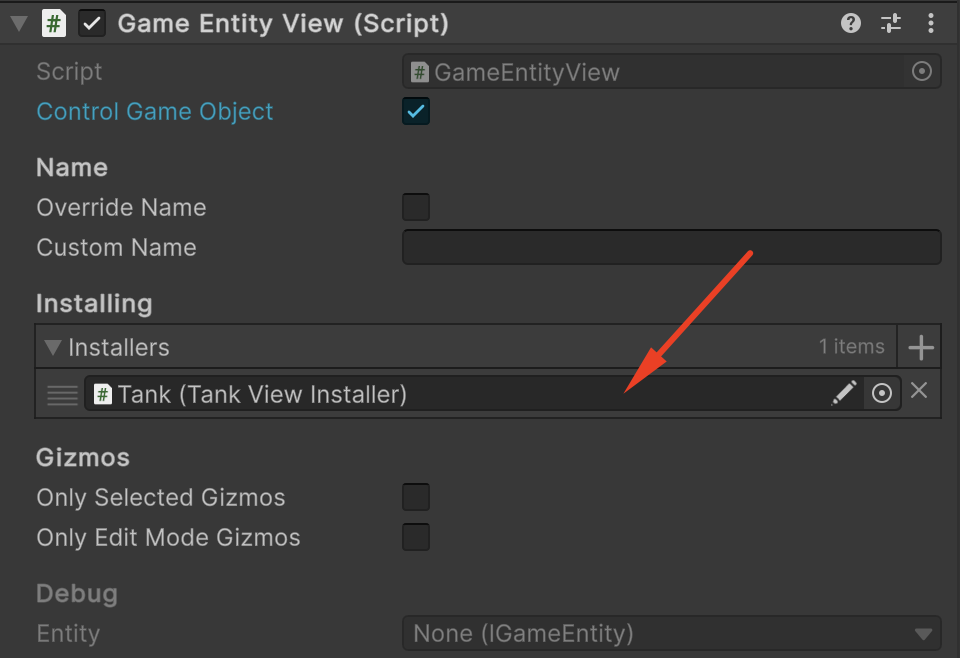 # Game Entity View (Script)
Script # GameEntityView
Control Game Object
Name
Override Name
Custom Name
Installing
Installers 1 items
# Tank (Tank View Installer)
Gizmos
Only Selected Gizmos
Only Edit Mode Gizmos
Debug
Entity None (IGameEntity)